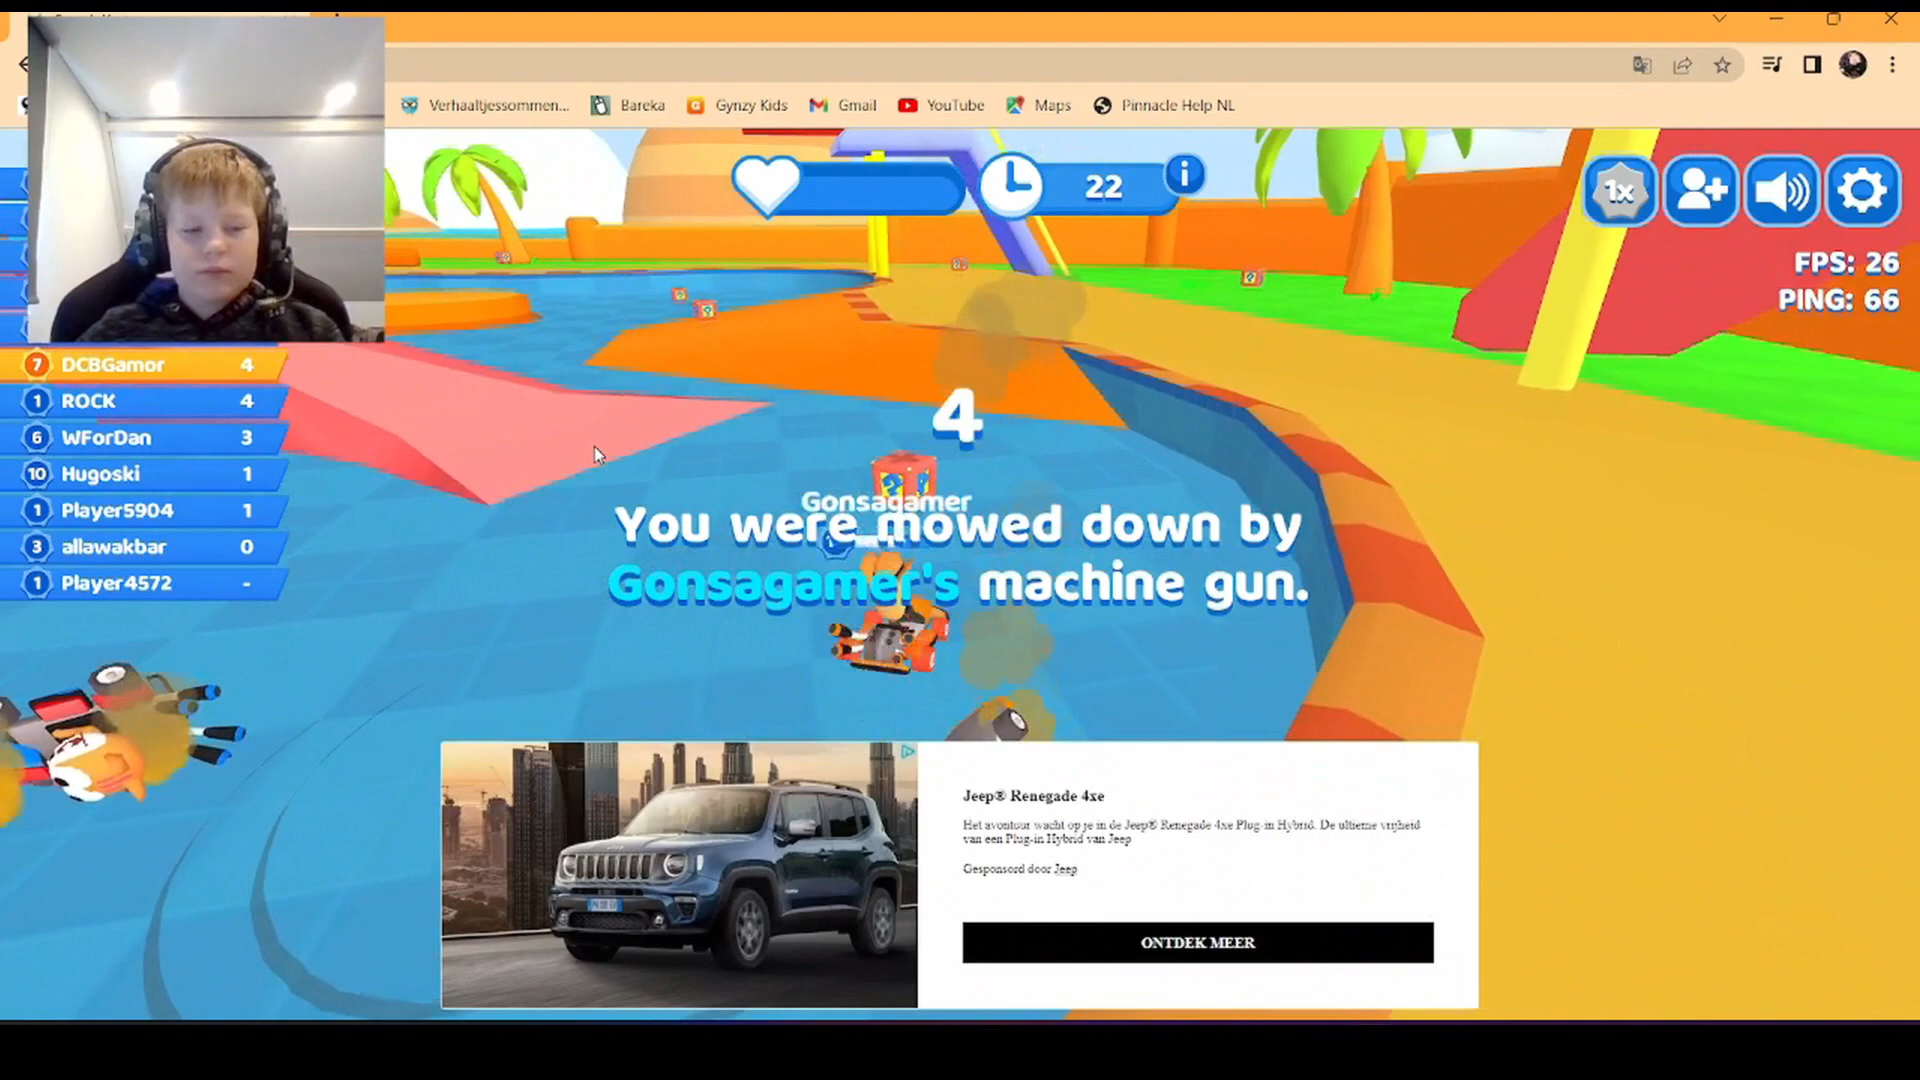 Verhaaltjessommen...
Bareka
Gynzy Kids
Gmail
YouTube
Maps
Pinnacle Help NL
22
i
1x
FPS: 26
PING: 66
7 DCBGamor 4
1 ROCK 4
6 WForDan 3
10 Hugoski 1
1 Player5904 1
3 allawakbar 0
1 Player4572 -
4
Gonsagamer
You were mowed down by
Gonsagamer's machine gun.
Jeep® Renegade 4xe
Het avontuur wacht op je in de Jeep® Renegade 4xe Plug-in Hybrid. De ultieme vrijheid
van een Plug-in Hybrid van Jeep
Gesponsord door Jeep
ONTDEK MEER